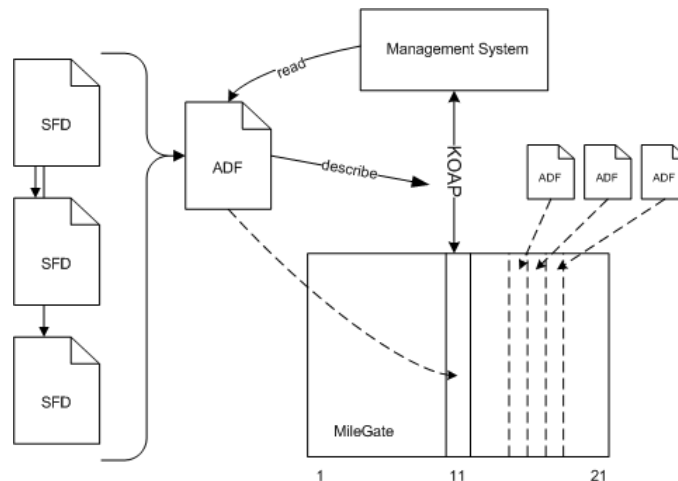 Management System
read
SFD
ADF
describe
KOAP
ADF
ADF
ADF
SFD
SFD
MileGate
1
11
21